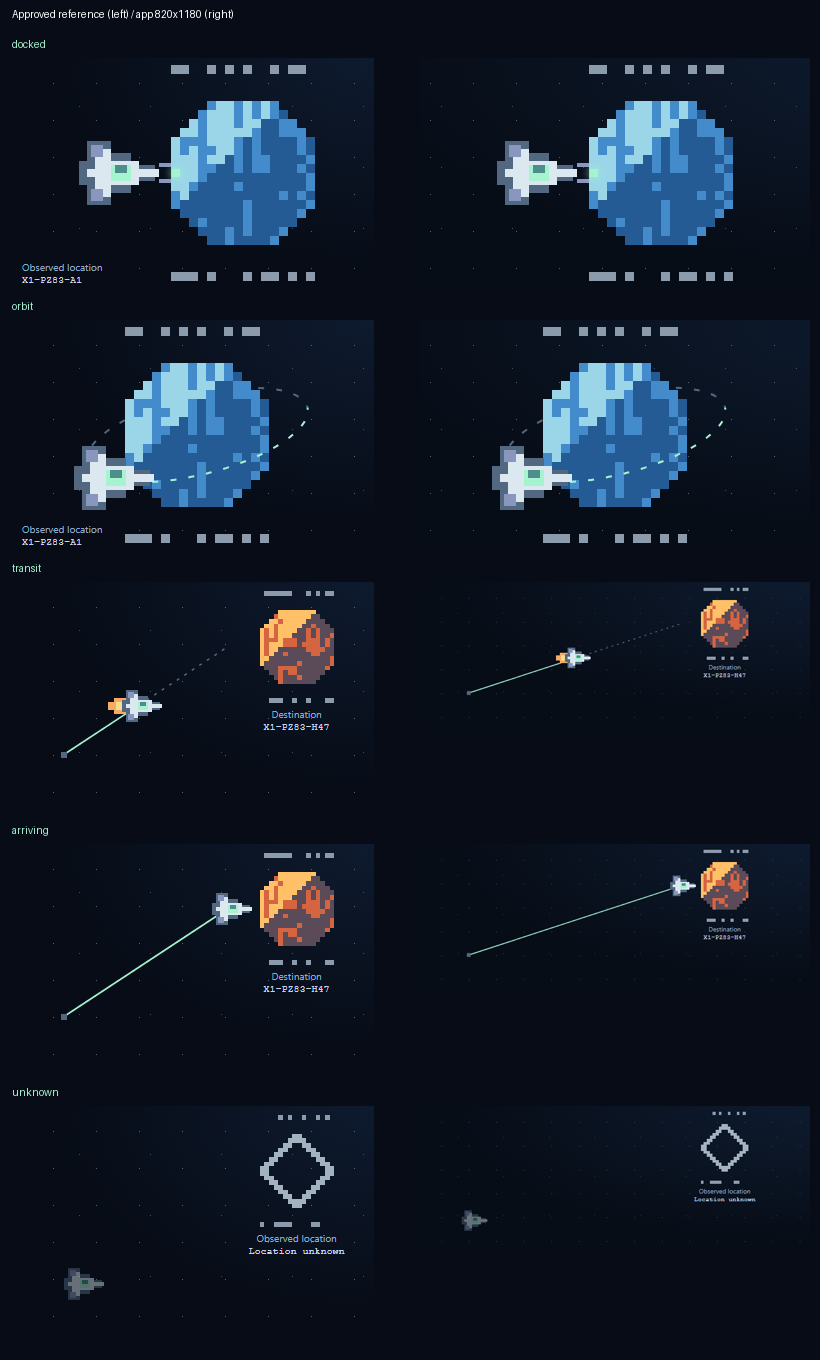 Approved reference (left) / app 820x1180 (right)
docked
Observed location
X1-PZ83-A1
orbit
Observed location
X1-PZ83-A1
transit
Destination
X1-PZ83-H47
Destination
X1-PZ83-H47
arriving
Destination
X1-PZ83-H47
Destination
X1-PZ83-H47
unknown
Observed location
Location unknown
Observed location
Location unknown